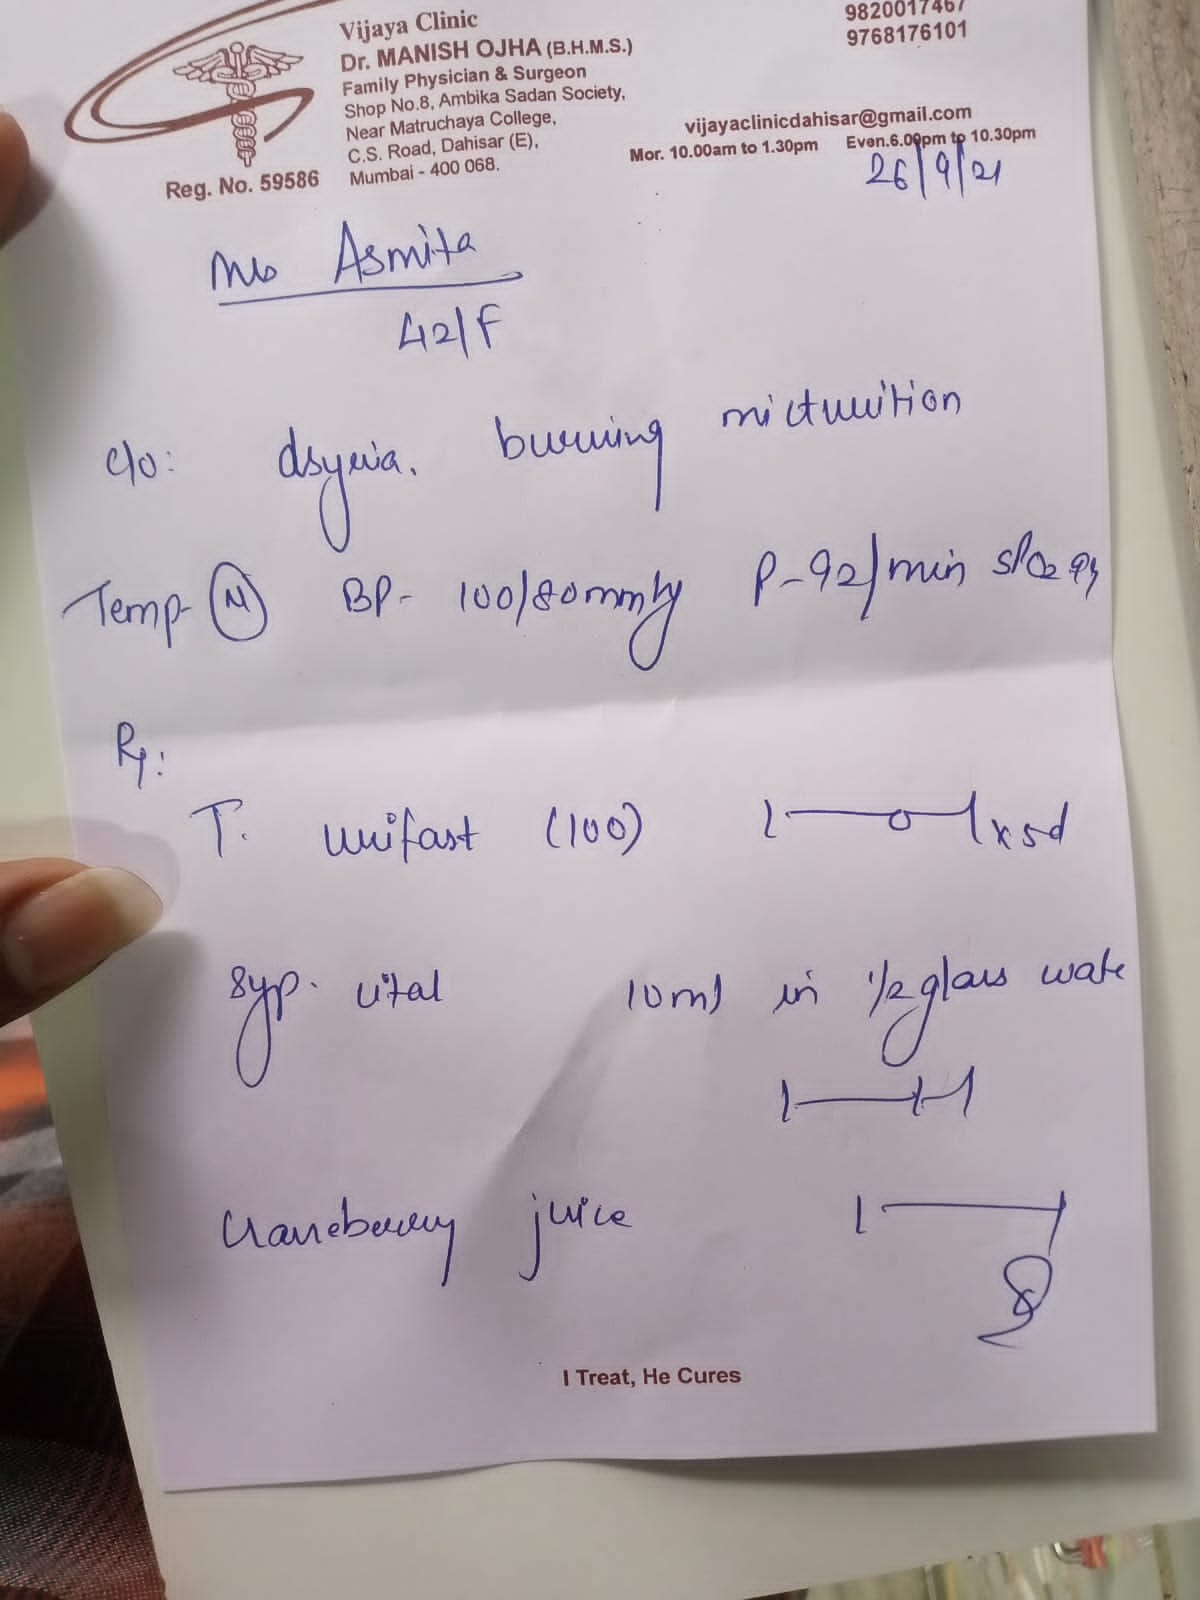 Vijaya Clinic
Dr. MANISH OJHA (B.H.M.S.)
Family Physician & Surgeon
Shop No.8, Ambika Sadan Society,
Near Matruchaya College,
C.S. Road, Dahisar (E),
Mumbai - 400 068.
Reg. No. 59586
9820017467
9768176101
vijayaclinicdahisar@gmail.com
Mor. 10.00am to 1.30pm Even.6.00pm to 10.30pm
26/9/21
Asmita
42/F
c/o: dsyuria. burning micturition
Temp- (N) BP- 100/80mmHg P-92/min SPO2 99
Rx:
T. Unifast (100) 1—0—1 x 5d
Syp. Vital 10ml in 1/2 glass wate
1—1—1
Craneberry juice 1—1
I Treat, He Cures